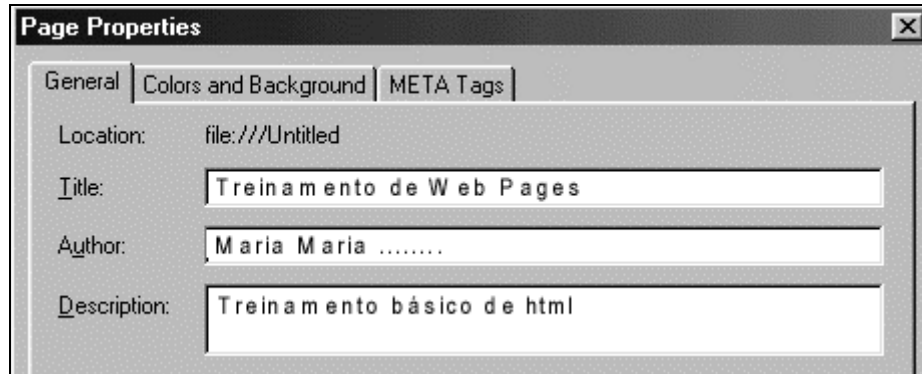 Page Properties
General Colors and Background META Tags
Location: file:///Untitled
Title: Treinamento de Web Pages
Author: Maria Maria ........
Description: Treinamento básico de html